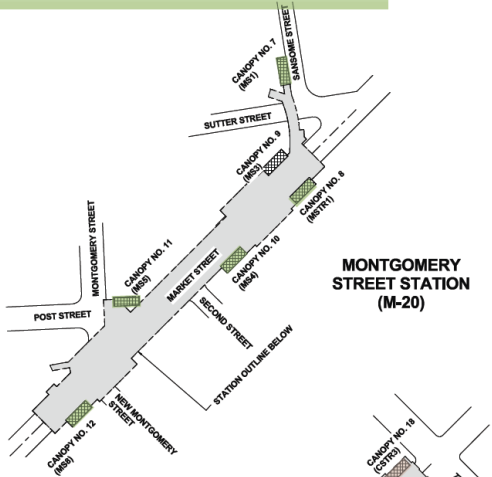 SANSOME STREET
CANOPY NO. 7
(MS1)
SUTTER STREET
CANOPY NO. 9
(MS3)
CANOPY NO. 8
(MSTR1)
MONTGOMERY STREET
CANOPY NO. 11
(MS5)
MARKET STREET
CANOPY NO. 10
(MS4)
MONTGOMERY
STREET STATION
(M-20)
POST STREET
SECOND STREET
STATION OUTLINE BELOW
NEW MONTGOMERY
STREET
CANOPY NO. 12
(MS8)
CANOPY NO. 18
(CSTR3)